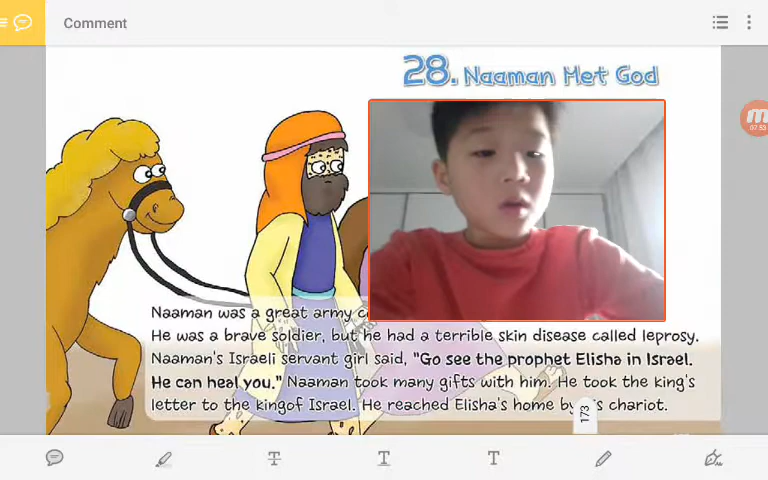 Comment
28. Naaman Met God
Naaman was a great army
07:53
He was a brave soldier, but he had a terrible skin disease called leprosy.
Naaman's Israeli servant girl said, "Go see the prophet Elisha in Israel.
He can heal you." Naaman took many gifts with him. He took the king's
letter to the kingof Israel. He reached Elisha's home by chariot.
173
T T T